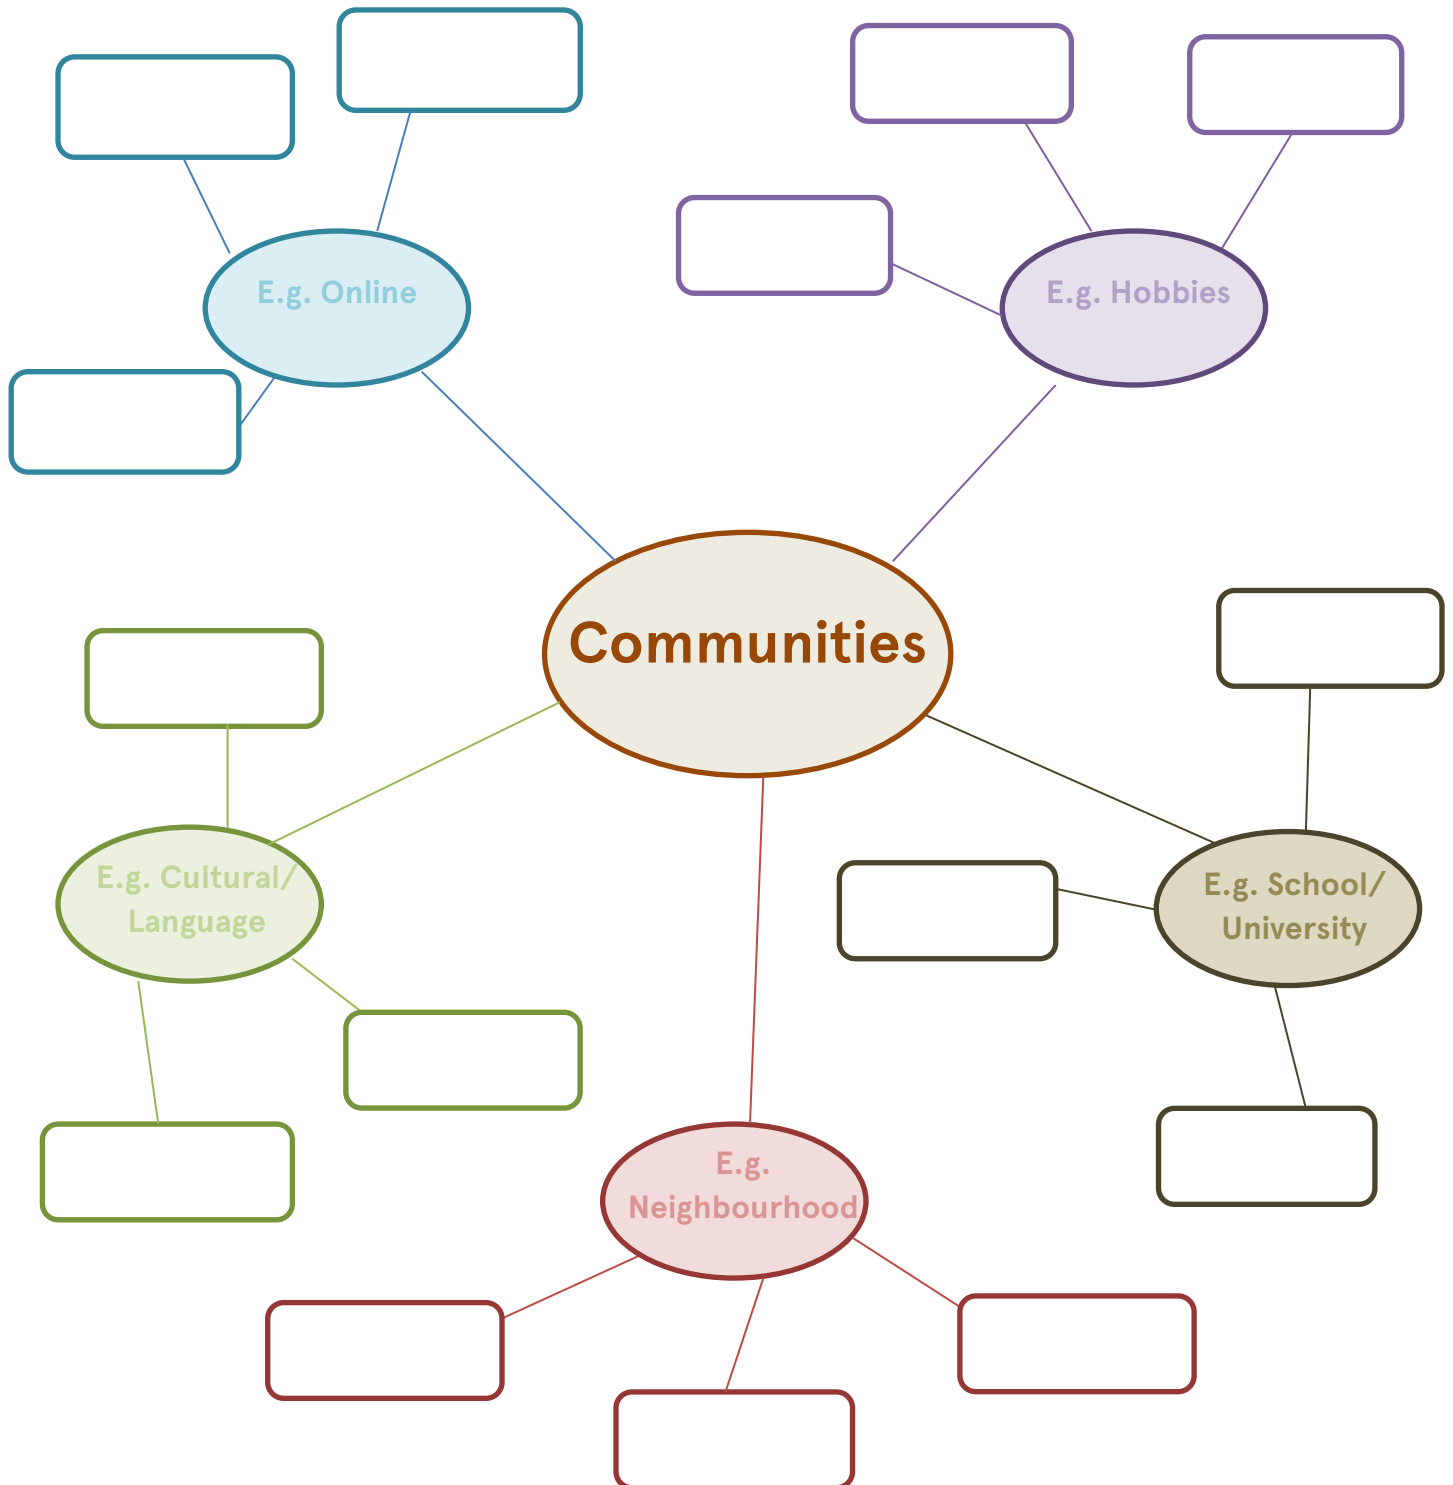 E.g. Online
E.g. Hobbies
Communities
E.g. Cultural/
Language
E.g. School/
University
E.g.
Neighbourhood